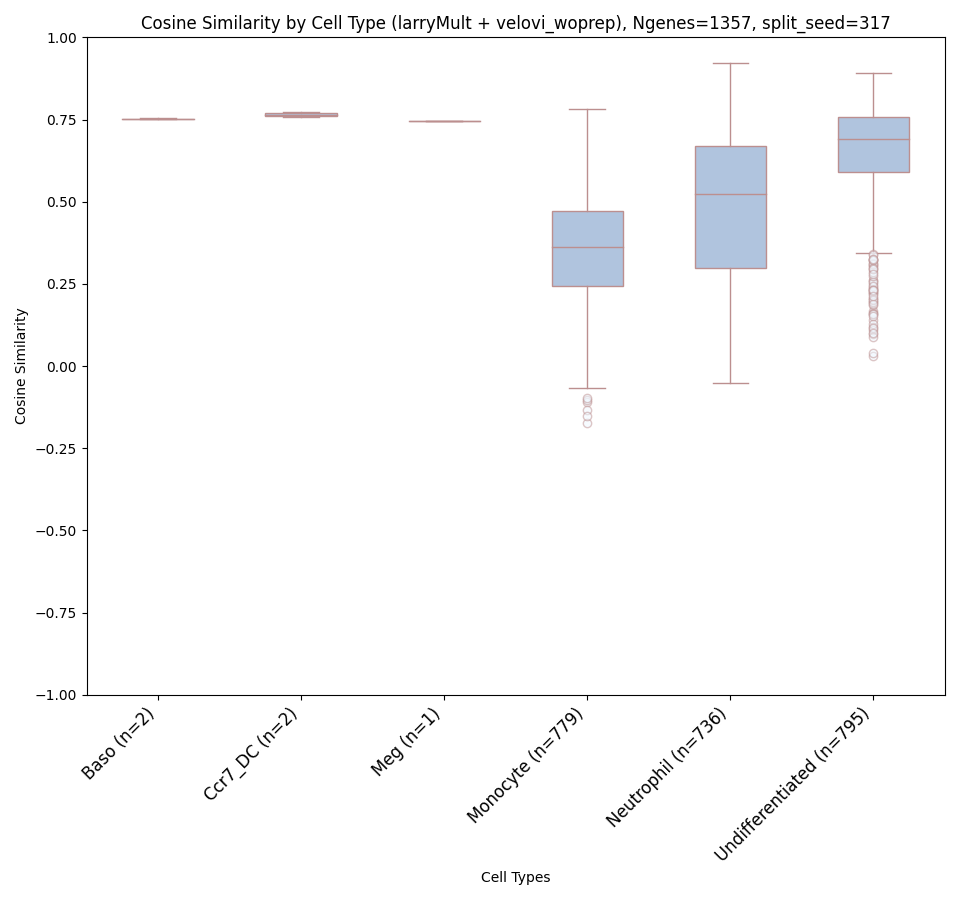 Cosine Similarity by Cell Type (larryMult + velovi_woprep), Ngenes=1357, split_seed=317
1.00
0.75
0.50
0.25
0.00
−0.25
−0.50
−0.75
−1.00
Cosine Similarity
Baso (n=2)
Ccr7_DC (n=2)
Meg (n=1)
Monocyte (n=779)
Neutrophil (n=736)
Undifferentiated (n=795)
Cell Types